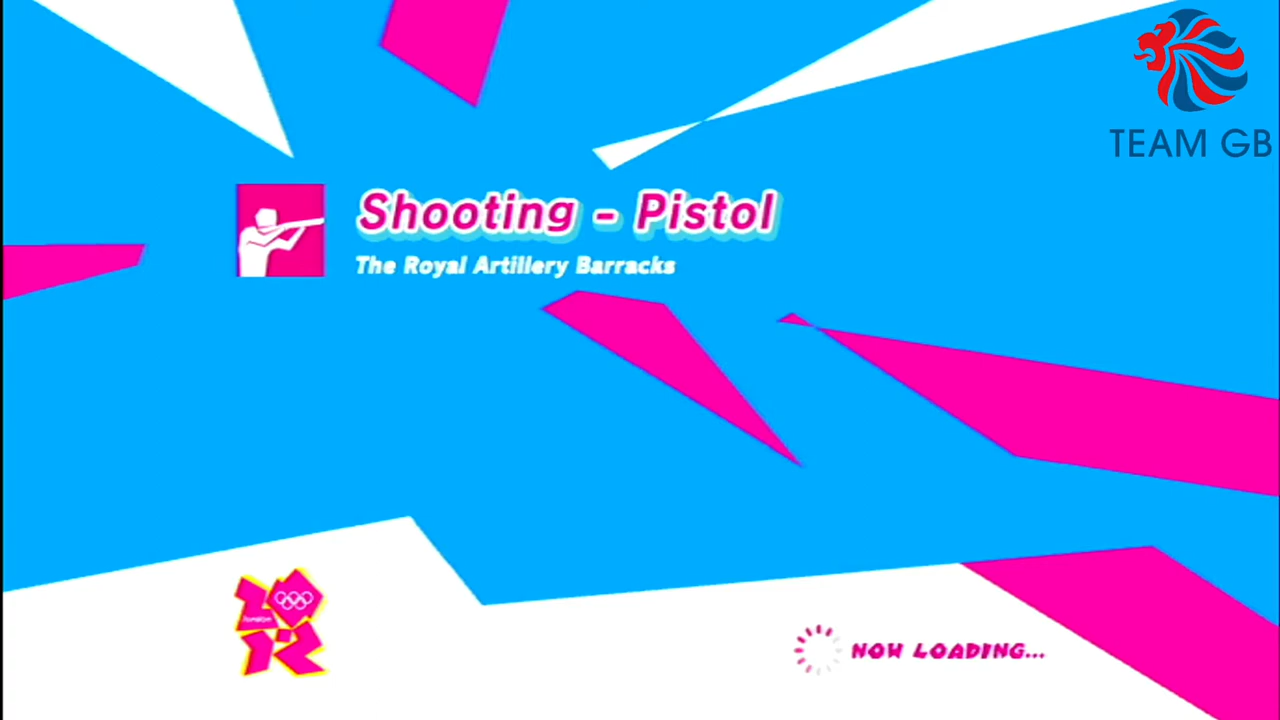 TEAM GB
Shooting - Pistol
The Royal Artillery Barracks
london
NOW LOADING...